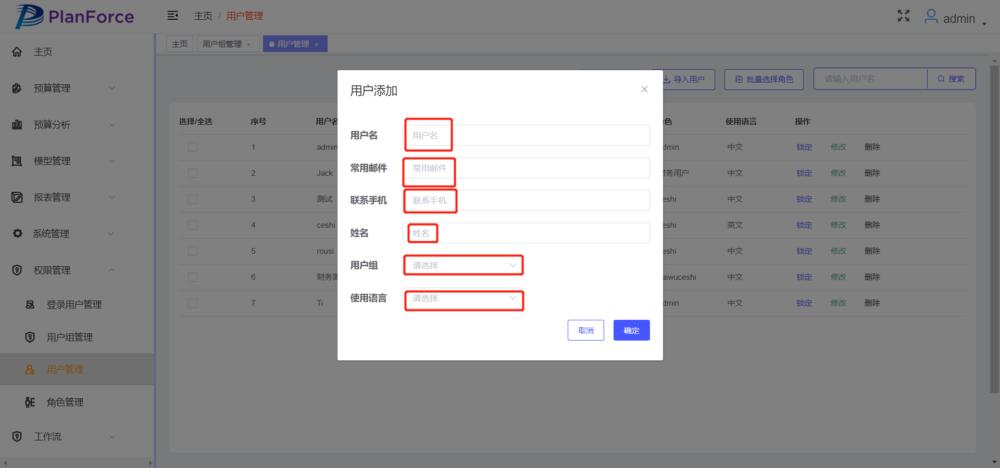 PlanForce
主页 / 用户管理
admin
主页
用户组管理 ×
用户管理 ×
主页
预算管理
预算分析
模型管理
报表管理
系统管理
权限管理
登录用户管理
用户组管理
用户管理
角色管理
工作流
导入用户
批量选择角色
请输入用户名
搜索
选择/全选 序号 用户名 色 使用语言 操作
1 admin dmin 中文 锁定 修改 删除
2 Jack 财务用户 中文 锁定 修改 删除
3 测试 eshi 中文 锁定 修改 删除
4 ceshi eshi 英文 锁定 修改 删除
5 rousi eshi 中文 锁定 修改 删除
6 财务测 aiwuceshi 中文 锁定 修改 删除
7 Ti dmin 中文 锁定 修改 删除
用户添加
用户名 用户名
常用邮件 常用邮件
联系手机 联系手机
姓名 姓名
用户组 请选择
使用语言 请选择
取消
确定